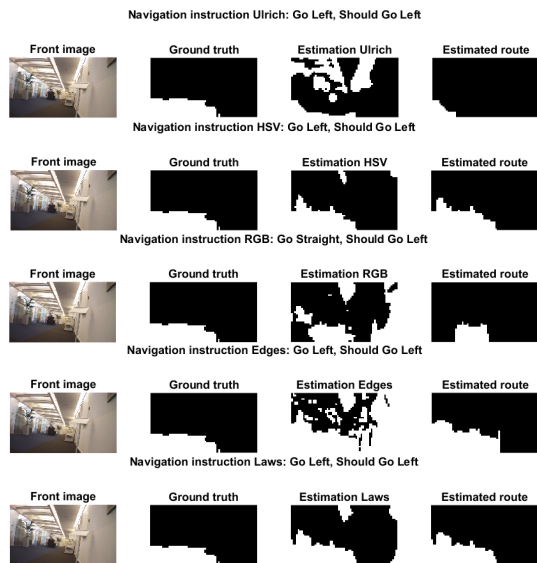 Navigation instruction Ulrich: Go Left, Should Go Left
Front image Ground truth Estimation Ulrich Estimated route
Navigation instruction HSV: Go Left, Should Go Left
Front image Ground truth Estimation HSV Estimated route
Navigation instruction RGB: Go Straight, Should Go Left
Front image Ground truth Estimation RGB Estimated route
Navigation instruction Edges: Go Left, Should Go Left
Front image Ground truth Estimation Edges Estimated route
Navigation instruction Laws: Go Left, Should Go Left
Front image Ground truth Estimation Laws Estimated route